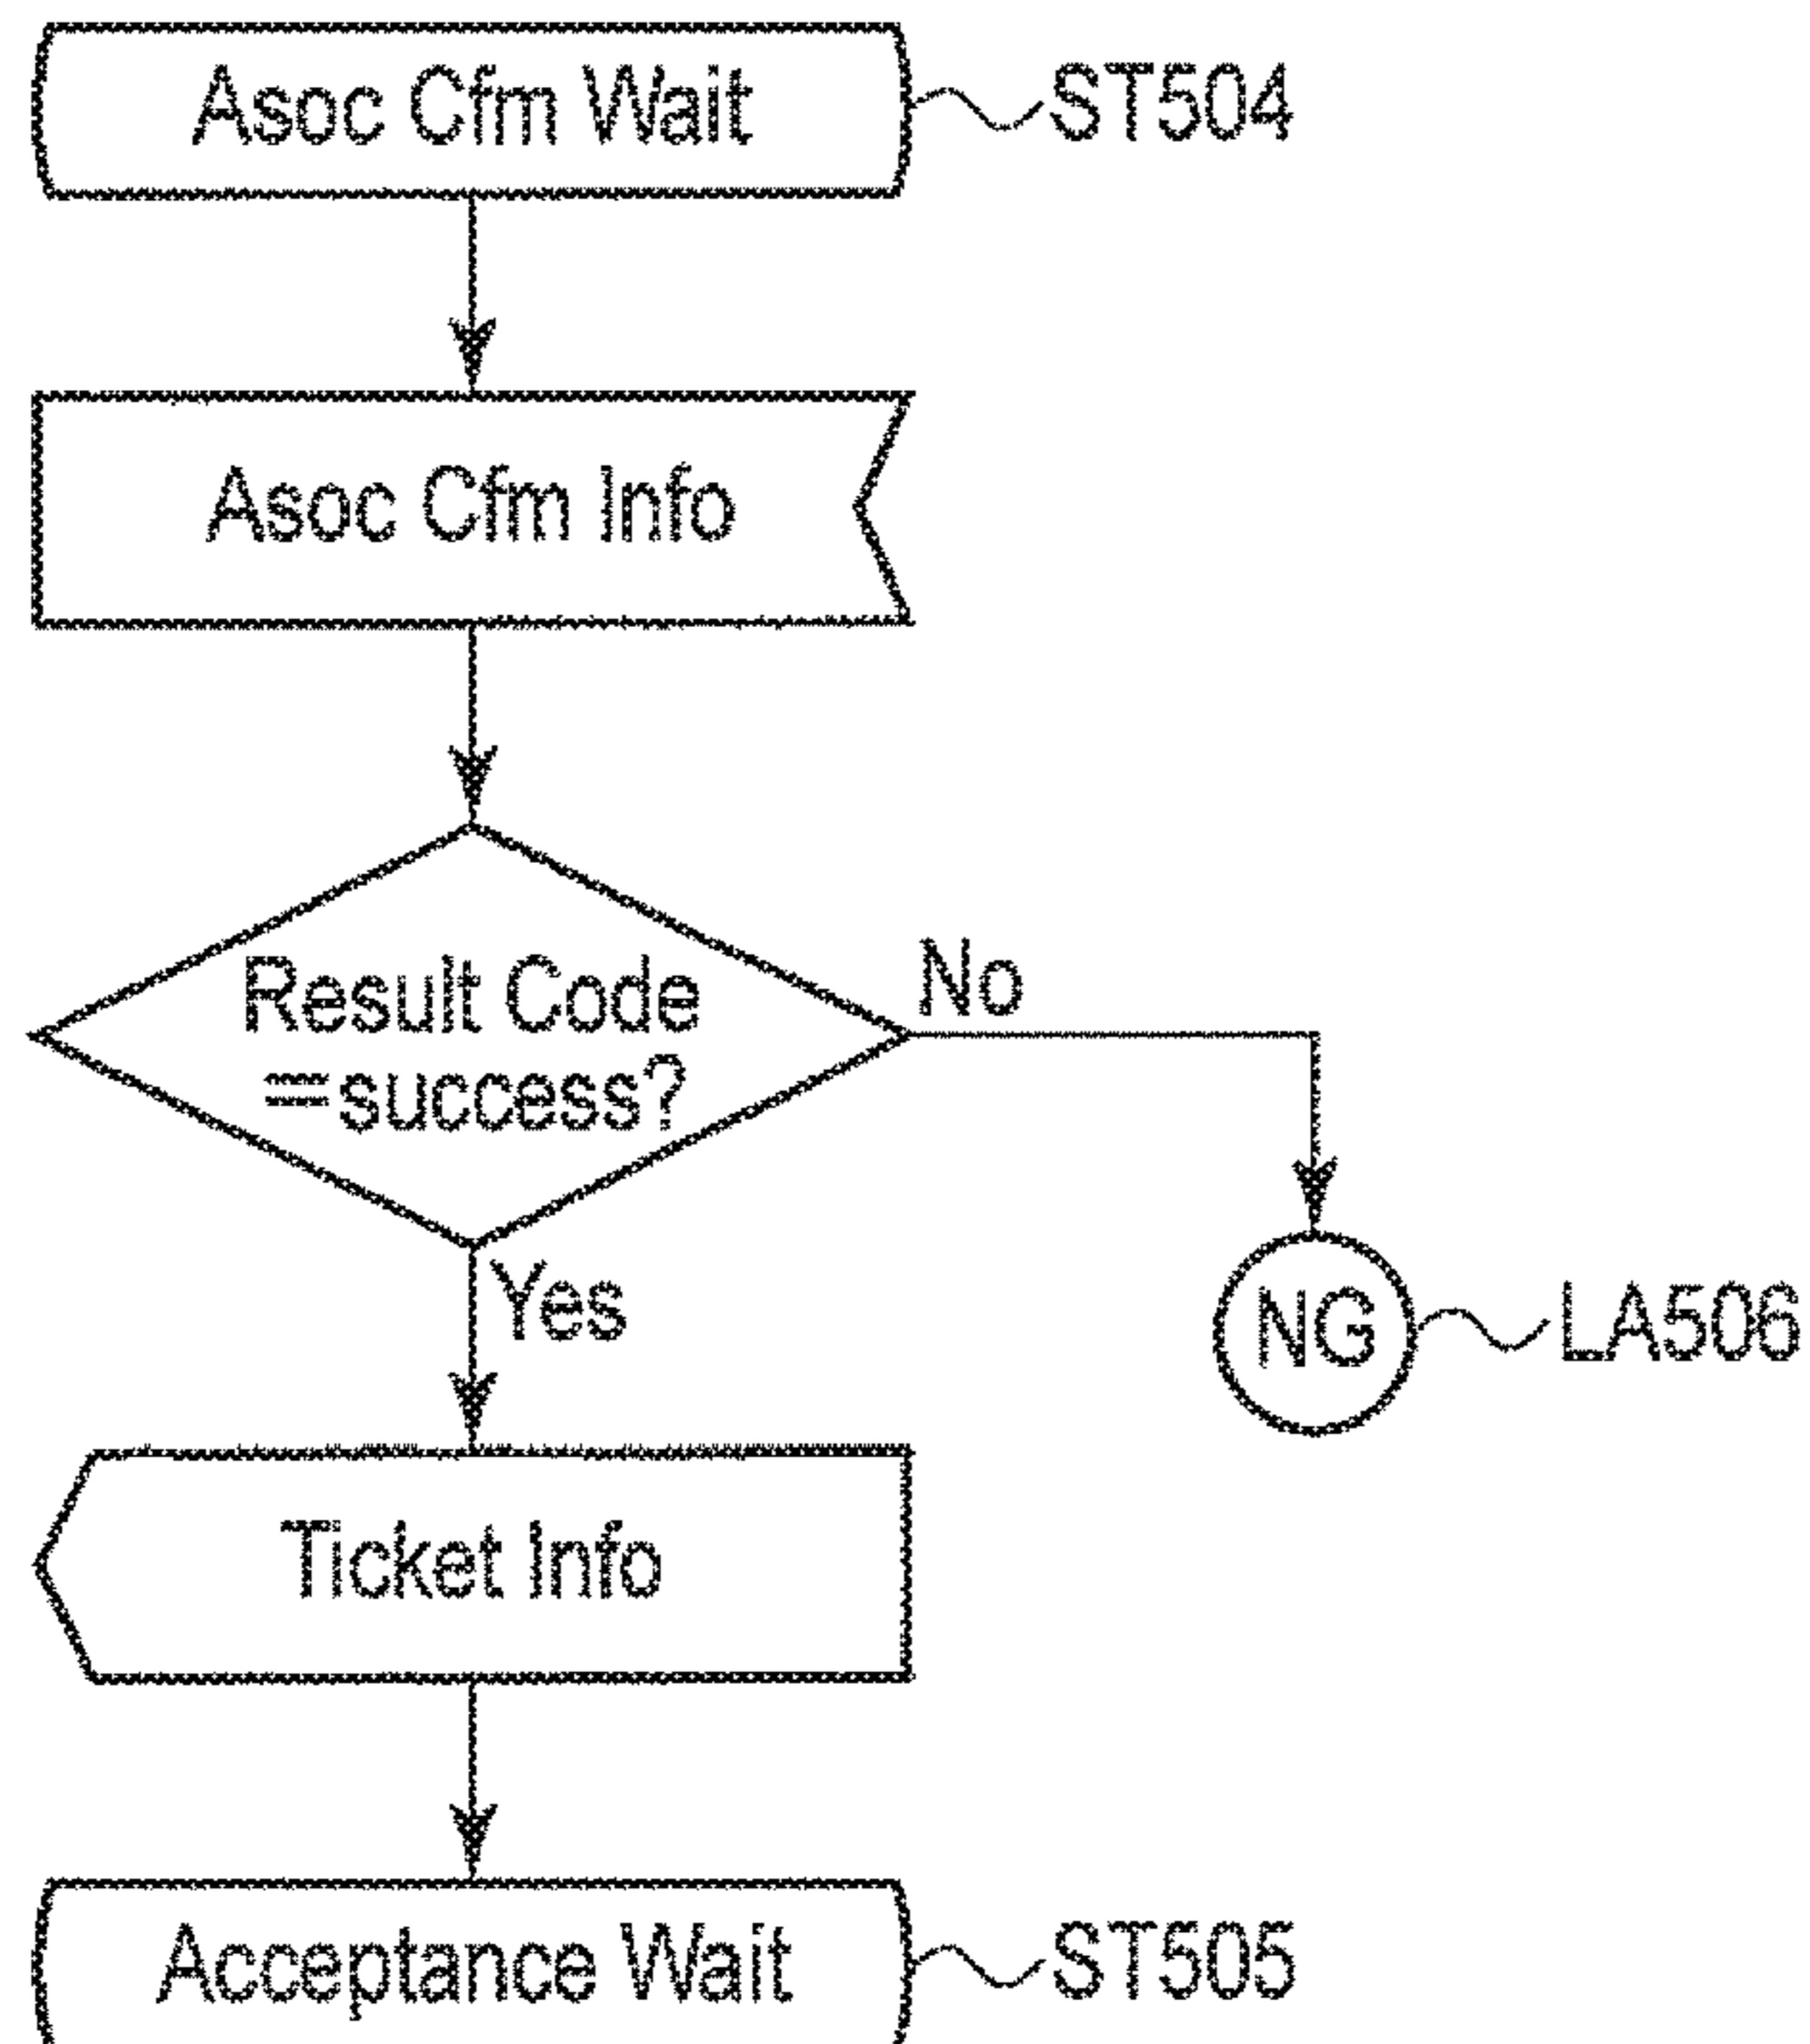 Asoc Cfm Wait ST504
Asoc Cfm Info
Result Code
=success?
No
Yes
NG LA506
Ticket Info
Acceptance Wait ST505